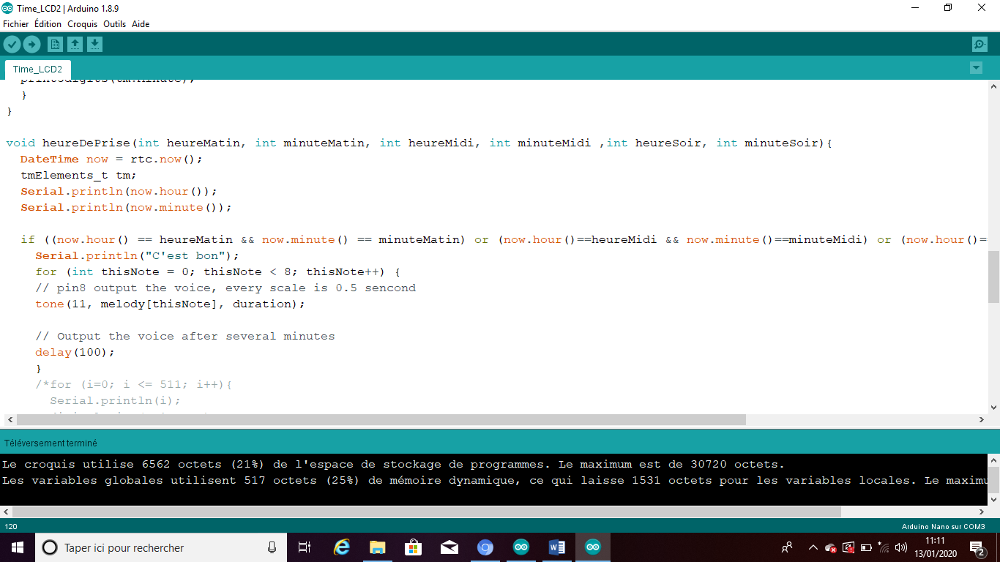 Time_LCD2 | Arduino 1.8.9
Fichier Édition Croquis Outils Aide
Time_LCD2
}
}
void heureDePrise(int heureMatin, int minuteMatin, int heureMidi, int minuteMidi ,int heureSoir, int minuteSoir){
DateTime now = rtc.now();
tmElements_t tm;
Serial.println(now.hour());
Serial.println(now.minute());
if ((now.hour() == heureMatin && now.minute() == minuteMatin) or (now.hour()==heureMidi && now.minute()==minuteMidi) or (now.hour()=
Serial.println("C'est bon");
for (int thisNote = 0; thisNote < 8; thisNote++) {
// pin8 output the voice, every scale is 0.5 sencond
tone(11, melody[thisNote], duration);
// Output the voice after several minutes
delay(100);
}
/*for (i=0; i <= 511; i++){
Serial.println(i);
Téléversement terminé
Le croquis utilise 6562 octets (21%) de l'espace de stockage de programmes. Le maximum est de 30720 octets.
Les variables globales utilisent 517 octets (25%) de mémoire dynamique, ce qui laisse 1531 octets pour les variables locales. Le maximu
120
Arduino Nano sur COM3
Taper ici pour rechercher
11:11
13/01/2020
2